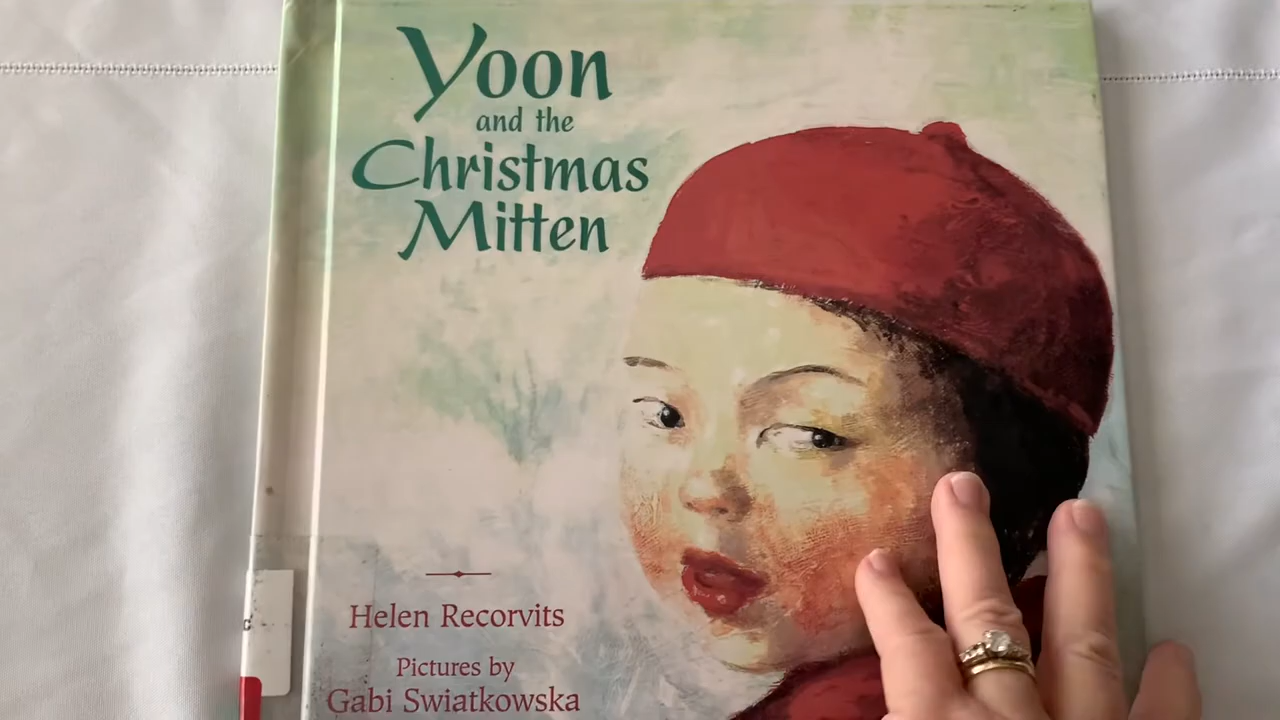 Yoon
and the
Christmas
Mitten
Helen Recorvits
Pictures by
Gabi Swiatkowska